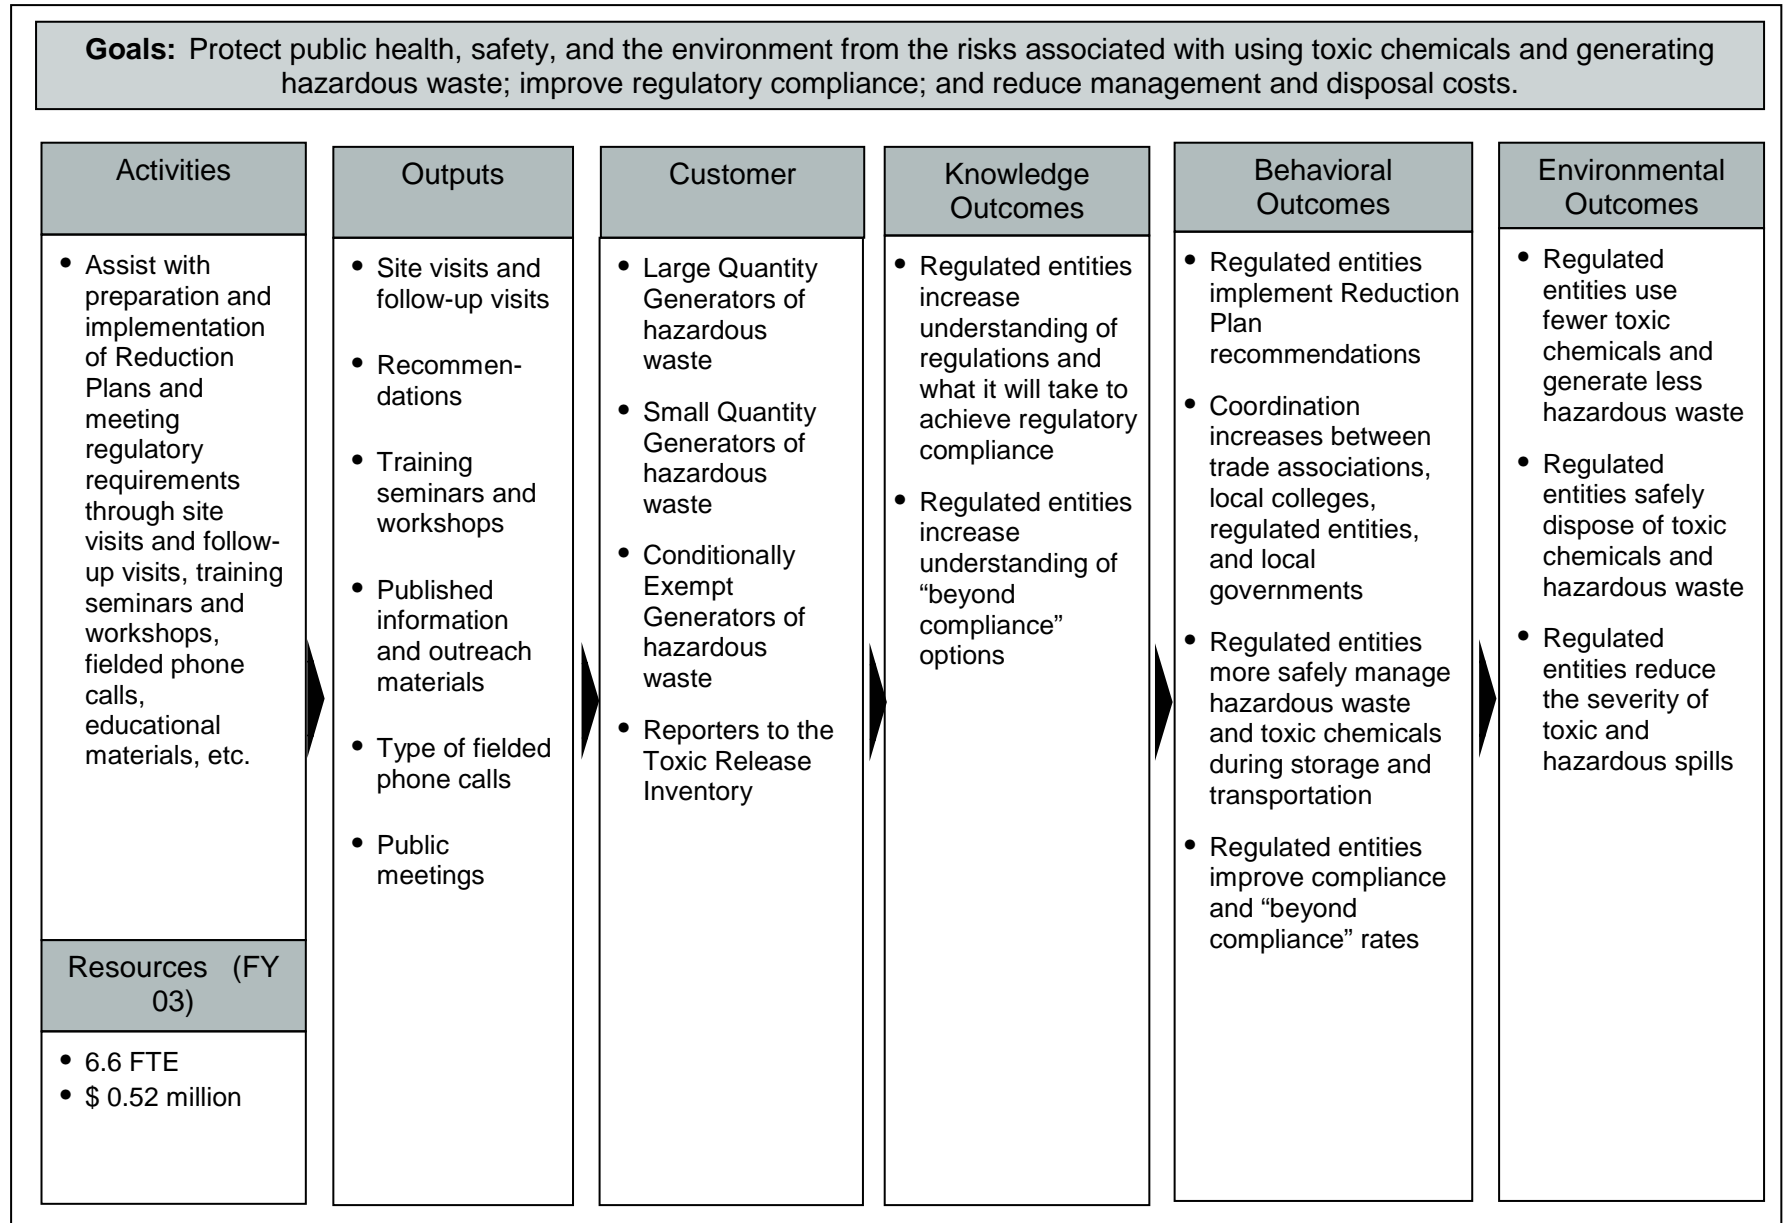 Goals: Protect public health, safety, and the environment from the risks associated with using toxic chemicals and generating
hazardous waste; improve regulatory compliance; and reduce management and disposal costs.
Activities
• Assist with
preparation and
implementation
of Reduction
Plans and
meeting
regulatory
requirements
through site
visits and follow-
up visits, training
seminars and
workshops,
fielded phone
calls,
educational
materials, etc.
Resources (FY
03)
• 6.6 FTE
• $ 0.52 million
Outputs
• Site visits and
follow-up visits
• Recommen-
dations
• Training
seminars and
workshops
• Published
information
and outreach
materials
• Type of fielded
phone calls
• Public
meetings
Customer
• Large Quantity
Generators of
hazardous
waste
• Small Quantity
Generators of
hazardous
waste
• Conditionally
Exempt
Generators of
hazardous
waste
• Reporters to the
Toxic Release
Inventory
Knowledge
Outcomes
• Regulated entities
increase
understanding of
regulations and
what it will take to
achieve regulatory
compliance
• Regulated entities
increase
understanding of
“beyond
compliance”
options
Behavioral
Outcomes
• Regulated entities
implement Reduction
Plan
recommendations
• Coordination
increases between
trade associations,
local colleges,
regulated entities,
and local
governments
• Regulated entities
more safely manage
hazardous waste
and toxic chemicals
during storage and
transportation
• Regulated entities
improve compliance
and “beyond
compliance” rates
Environmental
Outcomes
• Regulated
entities use
fewer toxic
chemicals and
generate less
hazardous waste
• Regulated
entities safely
dispose of toxic
chemicals and
hazardous waste
• Regulated
entities reduce
the severity of
toxic and
hazardous spills